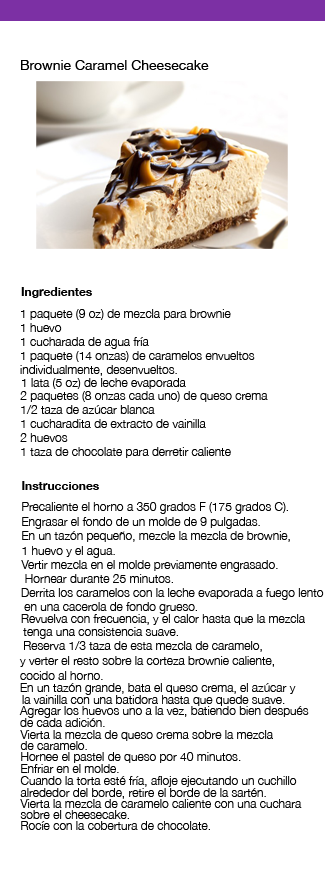 Brownie Caramel Cheesecake
Ingredientes
1 paquete (9 oz) de mezcla para brownie
1 huevo
1 cucharada de agua fría
1 paquete (14 onzas) de caramelos envueltos
individualmente, desenvueltos.
1 lata (5 oz) de leche evaporada
2 paquetes (8 onzas cada uno) de queso crema
1/2 taza de azúcar blanca
1 cucharadita de extracto de vainilla
2 huevos
1 taza de chocolate para derretir caliente
Instrucciones
Precaliente el horno a 350 grados F (175 grados C).
Engrasar el fondo de un molde de 9 pulgadas.
En un tazón pequeño, mezcle la mezcla de brownie,
1 huevo y el agua.
Vertir mezcla en el molde previamente engrasado.
Hornear durante 25 minutos.
Derrita los caramelos con la leche evaporada a fuego lento
en una cacerola de fondo grueso.
Revuelva con frecuencia, y el calor hasta que la mezcla
tenga una consistencia suave.
Reserva 1/3 taza de esta mezcla de caramelo,
y verter el resto sobre la corteza brownie caliente,
cocido al horno.
En un tazón grande, bata el queso crema, el azúcar y
la vainilla con una batidora hasta que quede suave.
Agregar los huevos uno a la vez, batiendo bien después
de cada adición.
Vierta la mezcla de queso crema sobre la mezcla
de caramelo.
Hornee el pastel de queso por 40 minutos.
Enfriar en el molde.
Cuando la torta esté fría, afloje ejecutando un cuchillo
alrededor del borde, retire el borde de la sartén.
Vierta la mezcla de caramelo caliente con una cuchara
sobre el cheesecake.
Rocíe con la cobertura de chocolate.